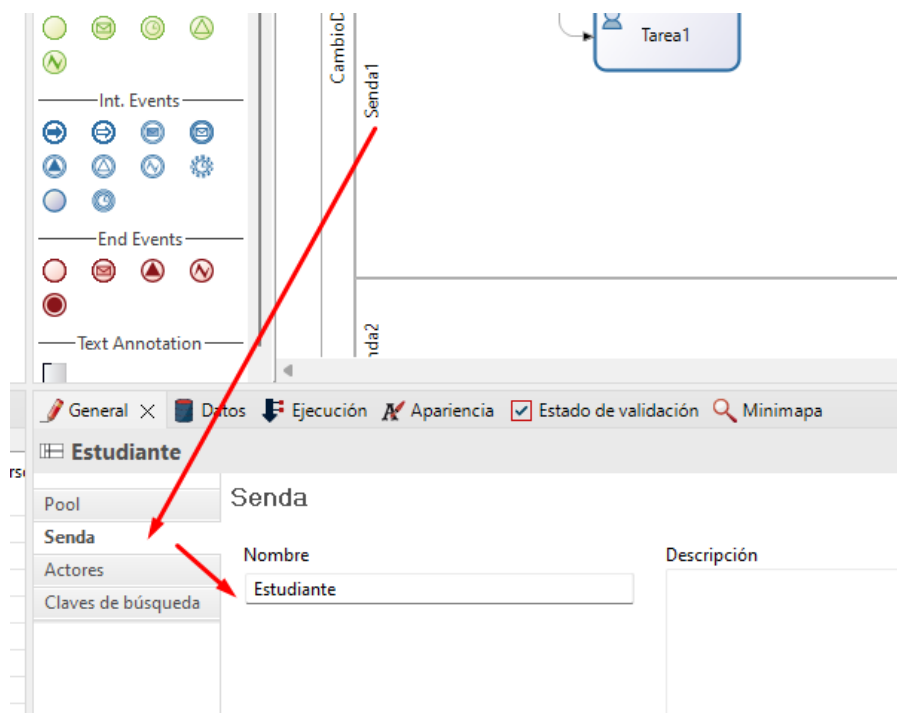 CambioD
Senda1
Tarea1
Int. Events
End Events
Text Annotation
General
Datos
Ejecución
Apariencia
Estado de validación
Minimapa
Estudiante
Pool
Senda
Actores
Claves de búsqueda
Senda
Nombre
Estudiante
Descripción